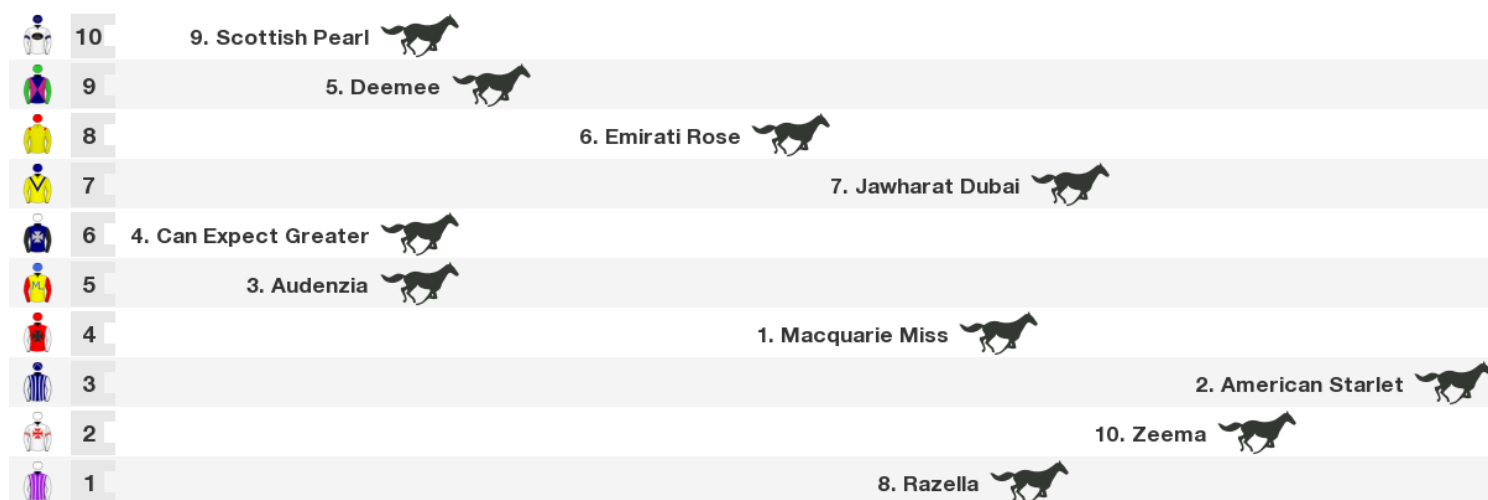 10 9. Scottish Pearl
9 5. Deemee
8 6. Emirati Rose
7 7. Jawharat Dubai
6 4. Can Expect Greater
5 3. Audenzia
4 1. Macquarie Miss
3 2. American Starlet
2 10. Zeema
1 8. Razella